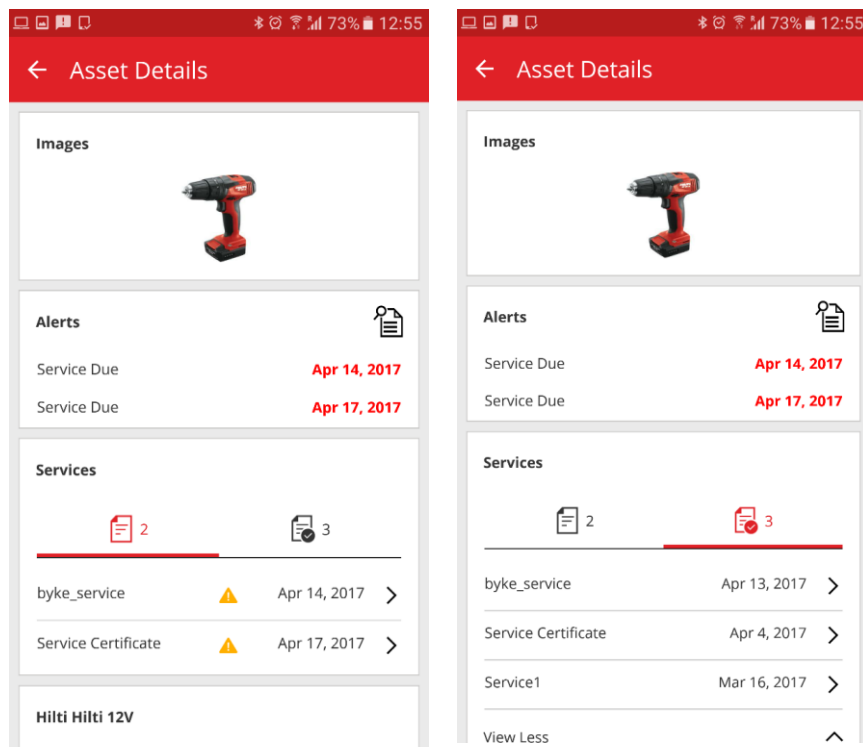 73% 12:55
Asset Details
Images
Alerts
Service Due Apr 14, 2017
Service Due Apr 17, 2017
Services
2 3
byke_service Apr 14, 2017
Service Certificate Apr 17, 2017
Hilti Hilti 12V
73% 12:55
Asset Details
Images
Alerts
Service Due Apr 14, 2017
Service Due Apr 17, 2017
Services
2 3
byke_service Apr 13, 2017
Service Certificate Apr 4, 2017
Service1 Mar 16, 2017
View Less